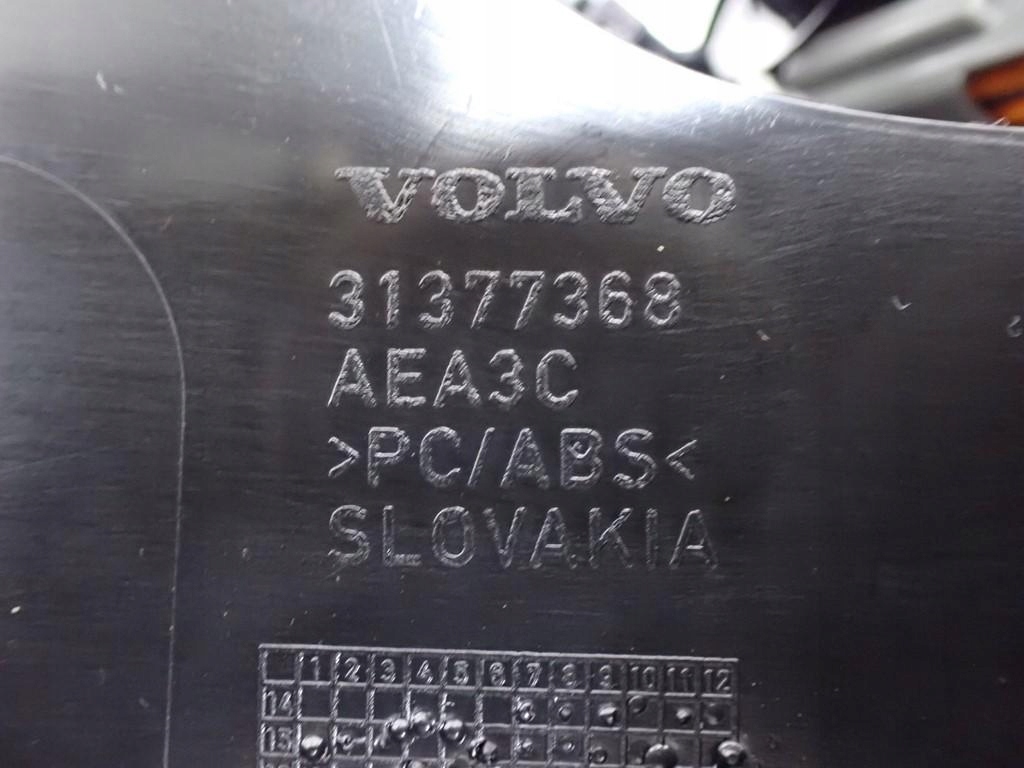 VOLVO
31377368
AEA3C
>PC/ABS<
SLOVAKIA
1 2 3 4 5 6 7 8 9 10 11 12
14
15